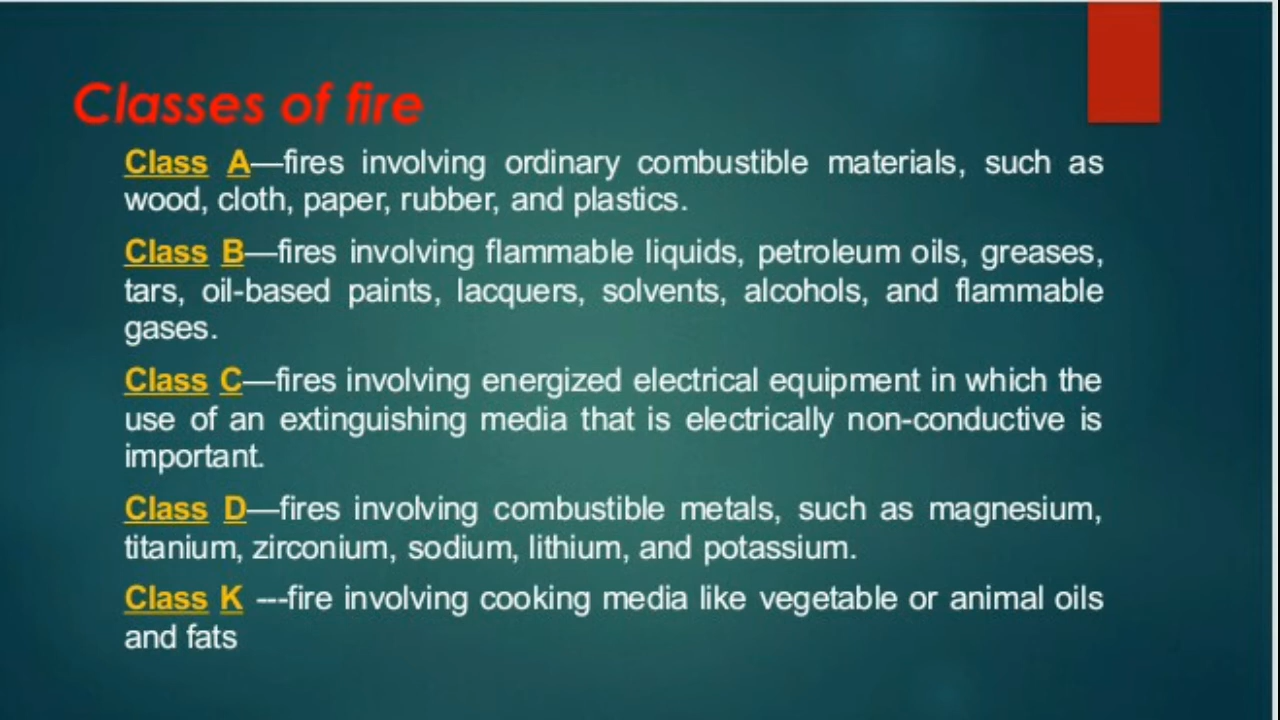 Classes of fire
Class A—fires involving ordinary combustible materials, such as
wood, cloth, paper, rubber, and plastics.
Class B—fires involving flammable liquids, petroleum oils, greases,
tars, oil-based paints, lacquers, solvents, alcohols, and flammable
gases.
Class C—fires involving energized electrical equipment in which the
use of an extinguishing media that is electrically non-conductive is
important.
Class D—fires involving combustible metals, such as magnesium,
titanium, zirconium, sodium, lithium, and potassium.
Class K ---fire involving cooking media like vegetable or animal oils
and fats